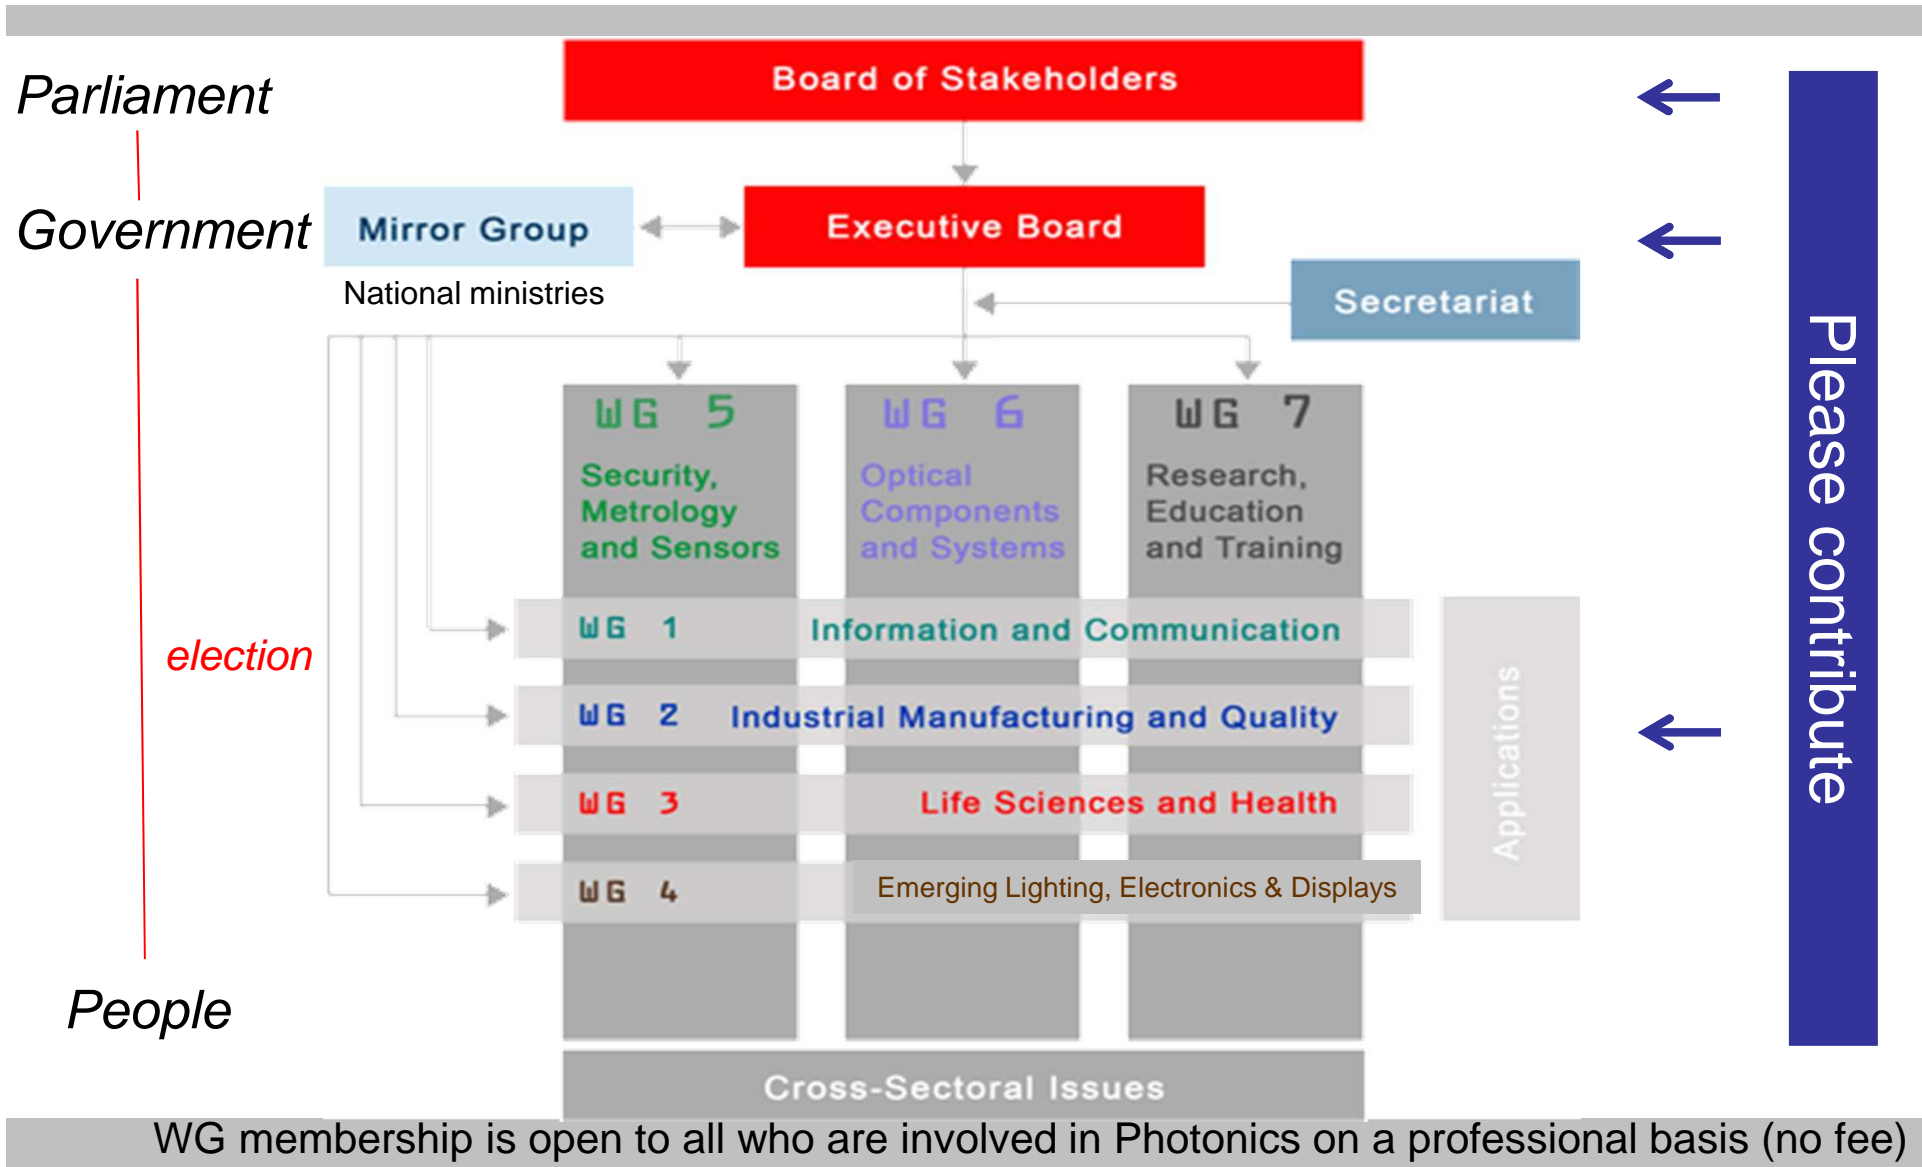 Board of Stakeholders
Parliament
Government
Mirror Group
Executive Board
National ministries
Secretariat
WG 5
Security,
Metrology
and Sensors
WG 6
Optical
Components
and Systems
WG 7
Research,
Education
and Training
election
WG 1 Information and Communication
WG 2 Industrial Manufacturing and Quality
WG 3 Life Sciences and Health
WG 4 Emerging Lighting, Electronics & Displays
Applications
Please contribute
People
Cross-Sectoral Issues
WG membership is open to all who are involved in Photonics on a professional basis (no fee)